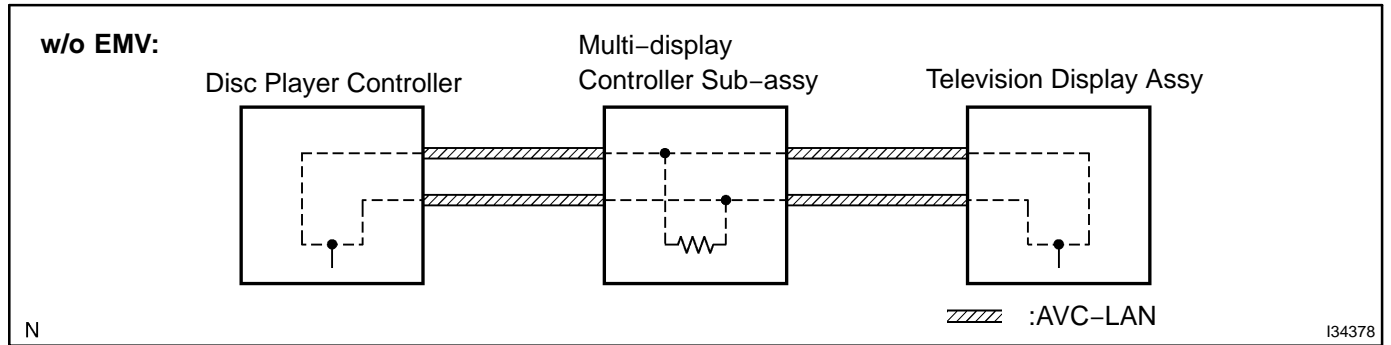 w/o EMV:
Multi−display
Controller Sub−assy
Disc Player Controller
Television Display Assy
:AVC−LAN
N
I34378